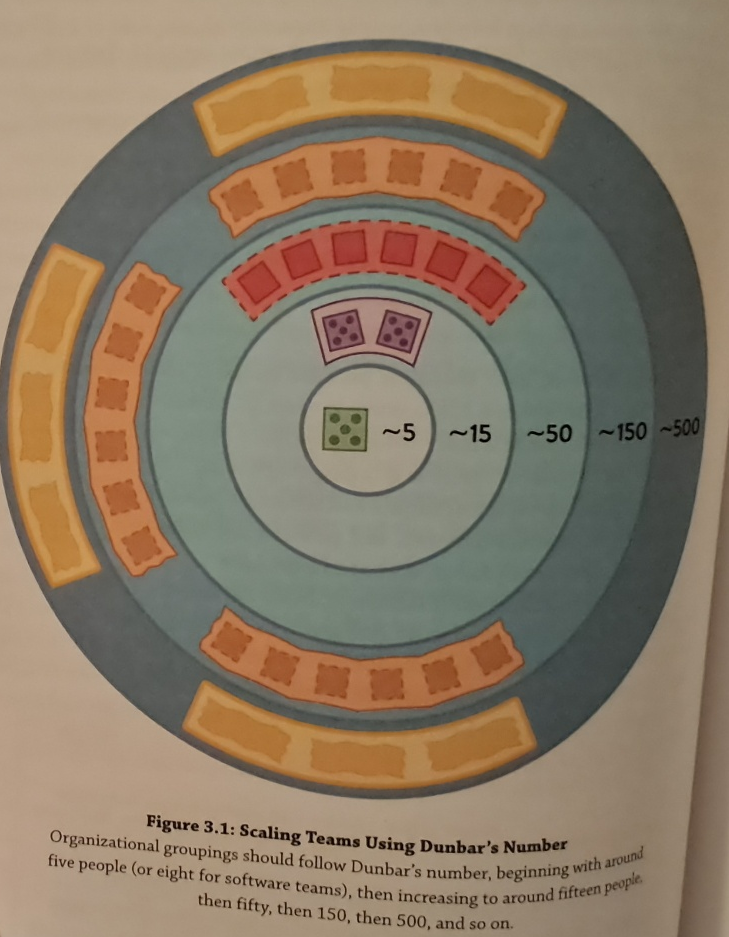 ~5 ~15 ~50 ~150 ~500
Figure 3.1: Scaling Teams Using Dunbar's Number
Organizational groupings should follow Dunbar's number, beginning with around
five people (or eight for software teams), then increasing to around fifteen people,
then fifty, then 150, then 500, and so on.